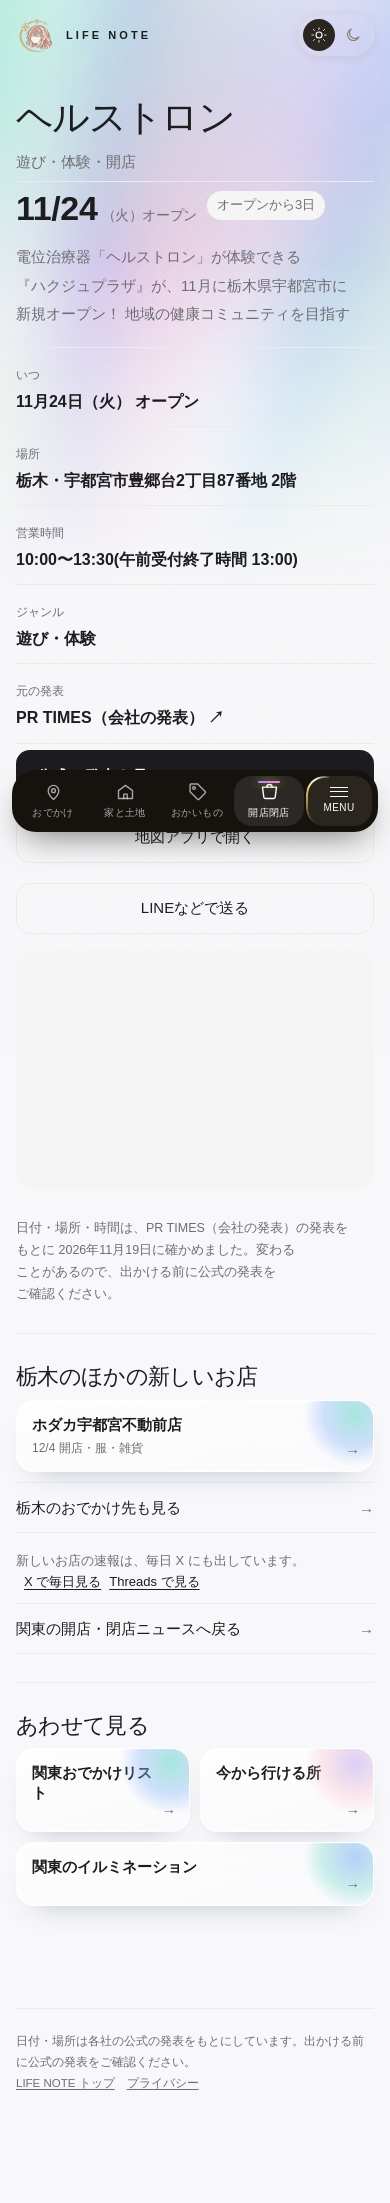 LIFE NOTE
ヘルストロン
遊び・体験・開店
11/24 （火）オープン オープンから3日
電位治療器「ヘルストロン」が体験できる
『ハクジュプラザ』が、11月に栃木県宇都宮市に
新規オープン！ 地域の健康コミュニティを目指す
いつ
11月24日（火） オープン
場所
栃木・宇都宮市豊郷台2丁目87番地 2階
営業時間
10:00〜13:30(午前受付終了時間 13:00)
ジャンル
遊び・体験
元の発表
PR TIMES（会社の発表）↗
おでかけ 家と土地 おかいもの 開店閉店 MENU
地図アプリで開く
LINEなどで送る
日付・場所・時間は、PR TIMES（会社の発表）の発表を
もとに 2026年11月19日に確かめました。変わる
ことがあるので、出かける前に公式の発表を
ご確認ください。
栃木のほかの新しいお店
ホダカ宇都宮不動前店
12/4 開店・服・雑貨
→
栃木のおでかけ先も見る →
新しいお店の速報は、毎日 X にも出しています。
X で毎日見る Threads で見る
関東の開店・閉店ニュースへ戻る →
あわせて見る
関東おでかけリス
ト
→
今から行ける所
→
関東のイルミネーション
→
日付・場所は各社の公式の発表をもとにしています。出かける前
に公式の発表をご確認ください。
LIFE NOTE トップ プライバシー